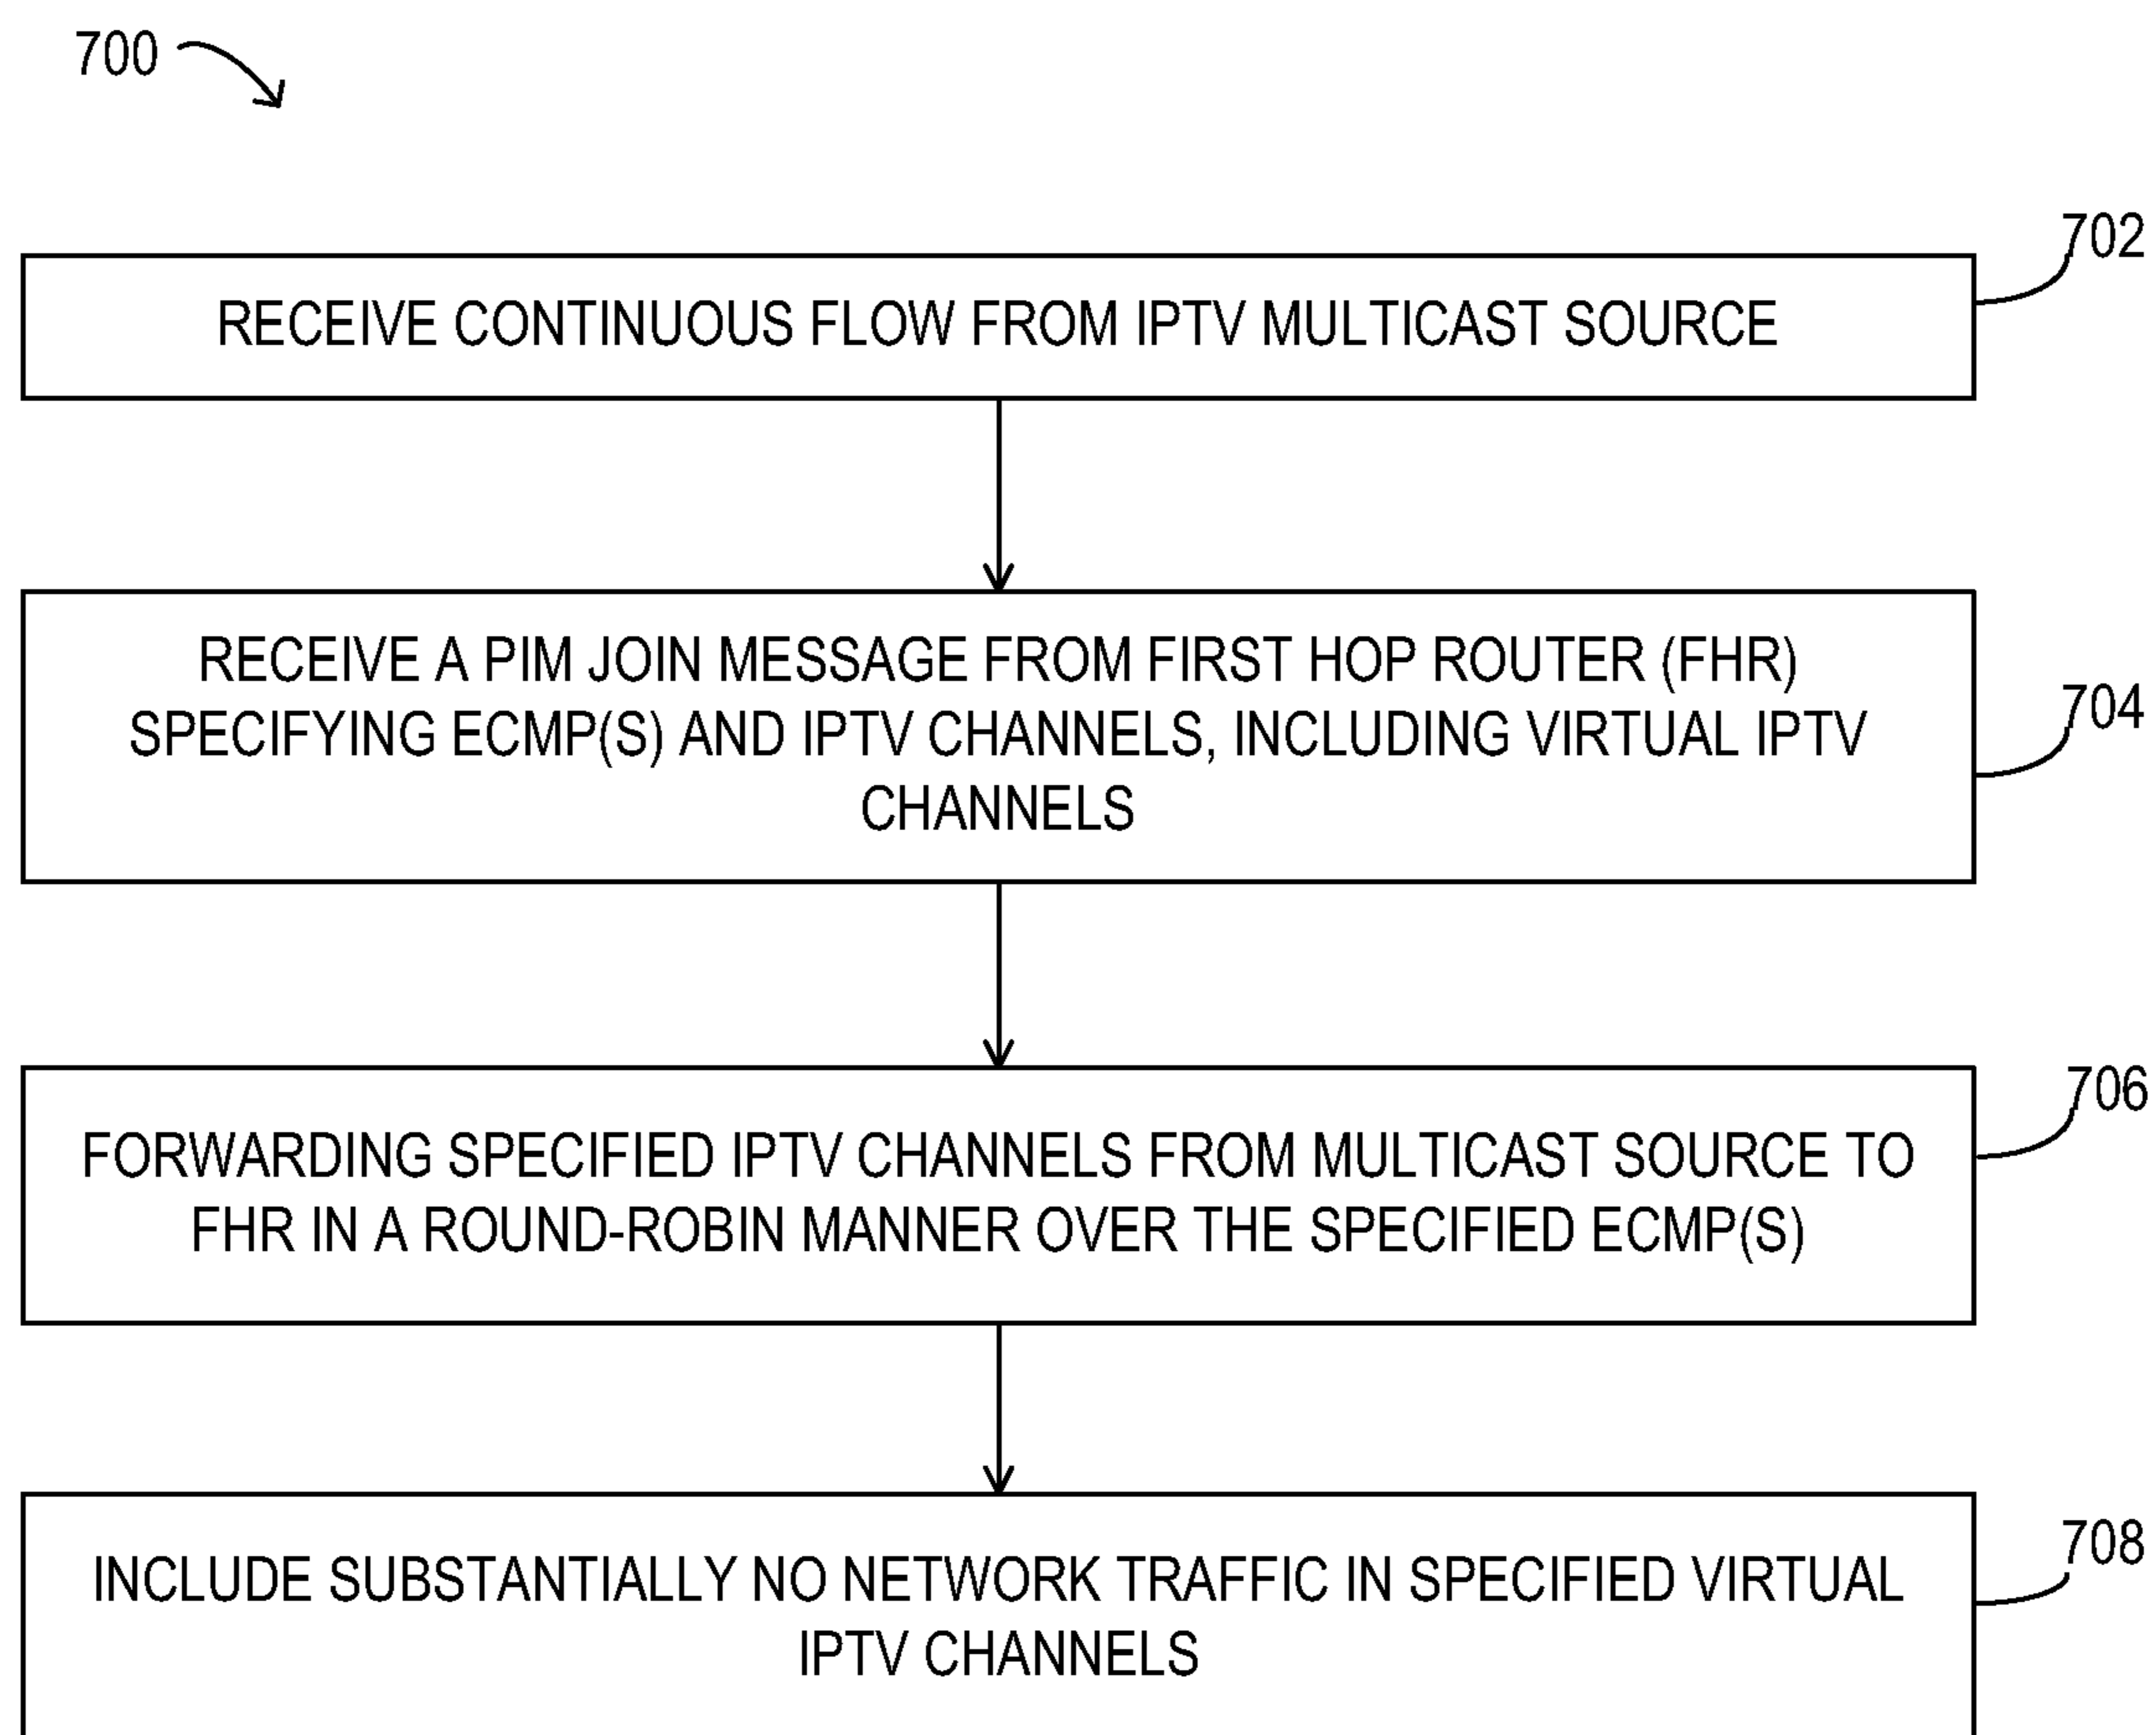 700
702
RECEIVE CONTINUOUS FLOW FROM IPTV MULTICAST SOURCE
RECEIVE A PIM JOIN MESSAGE FROM FIRST HOP ROUTER (FHR)
SPECIFYING ECMP(S) AND IPTV CHANNELS, INCLUDING VIRTUAL IPTV
CHANNELS
704
706
FORWARDING SPECIFIED IPTV CHANNELS FROM MULTICAST SOURCE TO
FHR IN A ROUND-ROBIN MANNER OVER THE SPECIFIED ECMP(S)
708
INCLUDE SUBSTANTIALLY NO NETWORK TRAFFIC IN SPECIFIED VIRTUAL
IPTV CHANNELS